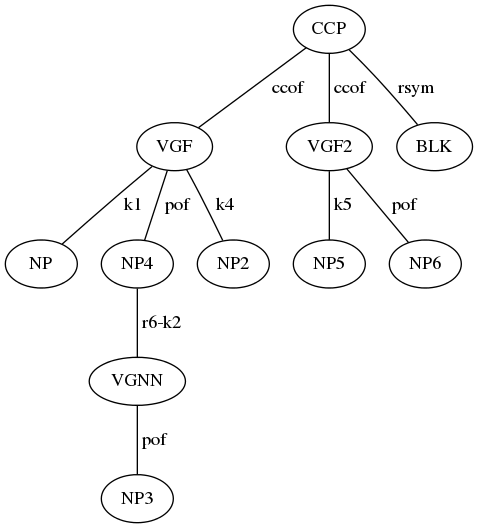 CCP
ccof ccof rsym
VGF VGF2 BLK
k1 pof k4 k5 pof
NP NP4 NP2 NP5 NP6
r6-k2
VGNN
pof
NP3